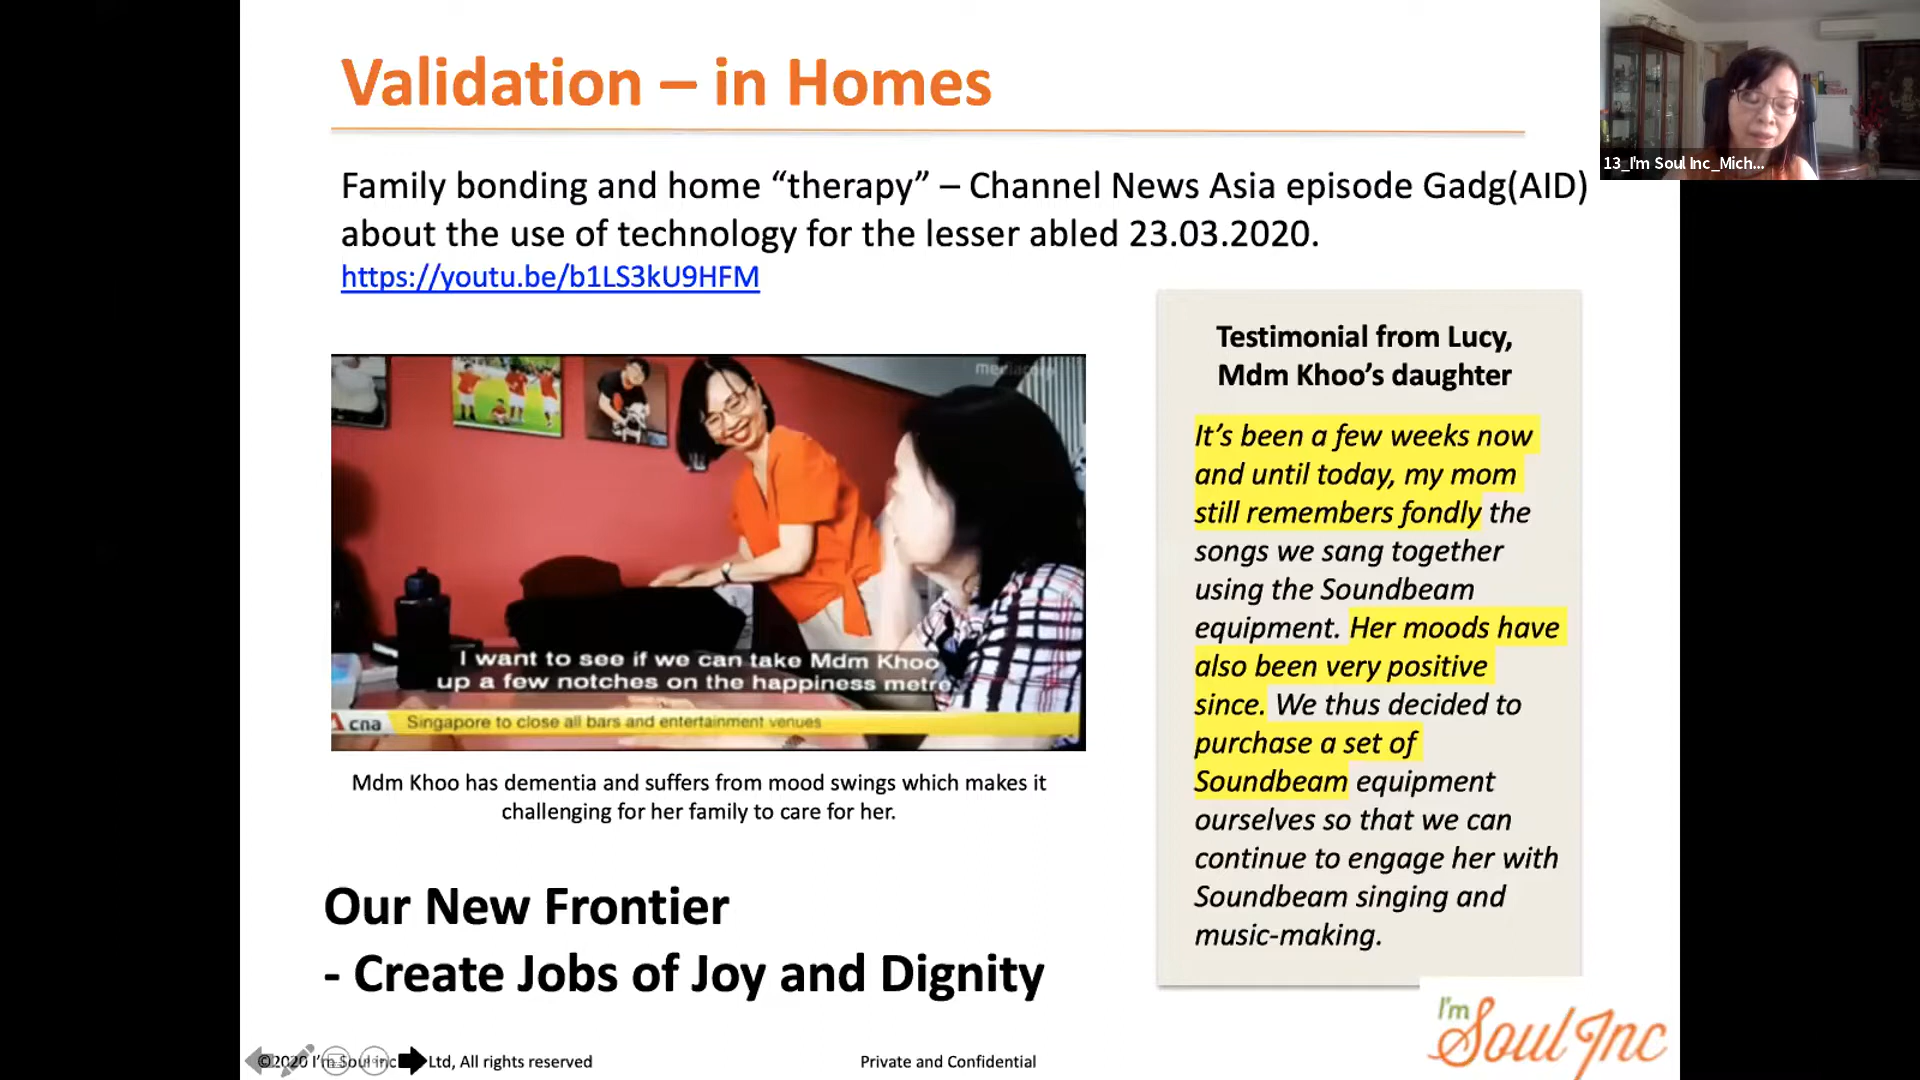 Validation – in Homes
13_I'm Soul Inc_Mich...
Family bonding and home “therapy” – Channel News Asia episode Gadg(AID)
about the use of technology for the lesser abled 23.03.2020.
https://youtu.be/b1LS3kU9HFM
mediacorp
I want to see if we can take Mdm Khoo
up a few notches on the happiness metre
cna Singapore to close all bars and entertainment venues
Mdm Khoo has dementia and suffers from mood swings which makes it
challenging for her family to care for her.
Testimonial from Lucy,
Mdm Khoo’s daughter
It’s been a few weeks now
and until today, my mom
still remembers fondly the
songs we sang together
using the Soundbeam
equipment. Her moods have
also been very positive
since. We thus decided to
purchase a set of
Soundbeam equipment
ourselves so that we can
continue to engage her with
Soundbeam singing and
music-making.
Our New Frontier
- Create Jobs of Joy and Dignity
I'm
Soul Inc
©2020 I’m Soul Inc Ltd, All rights reserved
Private and Confidential